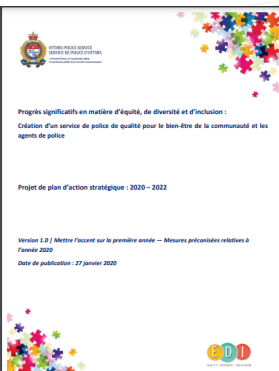 OTTAWA POLICE SERVICE
SERVICE DE POLICE D'OTTAWA
Progrès significatifs en matière d'équité, de diversité et d'inclusion :
Création d'un service de police de qualité pour le bien-être de la communauté et les
agents de police
Projet de plan d'action stratégique : 2020 – 2022
Version 1.0 | Mettre l'accent sur la première année — Mesures préconisées relatives à
l'année 2020
Date de publication : 27 janvier 2020
EDI